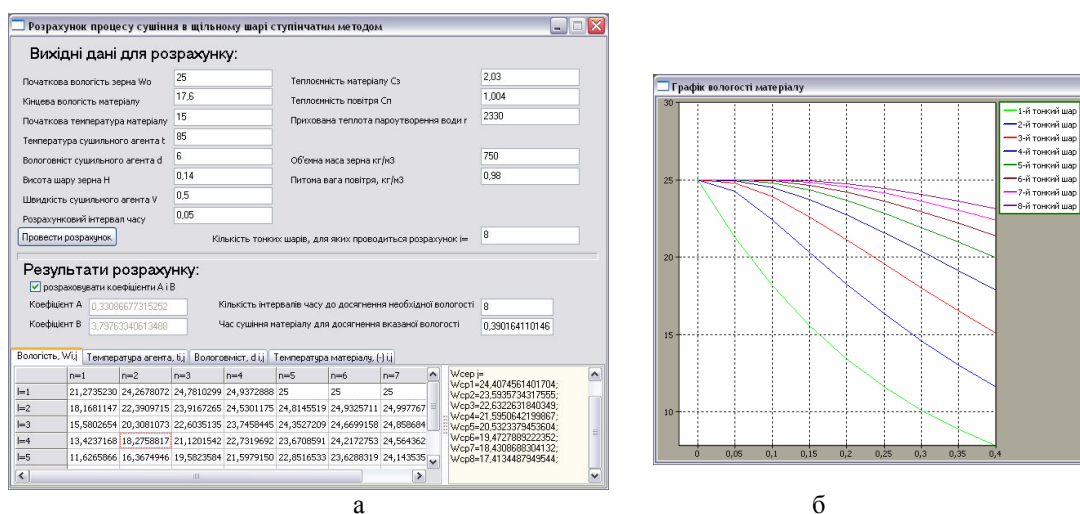 Розрахунок процесу сушіння в щільному шарі ступінчатим методом
Вихідні дані для розрахунку:
Початкова вологість зерна Wo 25 Теплоємність матеріалу Сз 2,03
Кінцева вологість матеріалу 17,6 Теплоємність повітря Сп 1,004
Початкова температура матеріалу 15 Прихована теплота пароутворення води r 2330
Температура сушильного агента t 85
Вологовміст сушильного агента d 6 Об'ємна маса зерна кг/м3 750
Висота шару зерна H 0,14 Питома вага повітря, кг/м3 0,98
Швидкість сушильного агента V 0,5
Розрахунковий інтервал часу 0,05
Провести розрахунок Кількість тонких шарів, для яких проводиться розрахунок i= 8
Результати розрахунку:
розраховувати коефіцієнти А і В
Коефіцієнт А 0,33086677315252 Кількість інтервалів часу до досягнення необхідної вологості 8
Коефіцієнт В 3,79763340613488 Час сушіння матеріалу для досягнення вказаної вологості 0,390164110146
Вологість, Wi,j Температура агента, ti,j Вологовміст, d i,j Температура матеріалу, (-) i,j
n=1 n=2 n=3 n=4 n=5 n=6 n=7
I=1 21,2735230 24,2678072 24,7810299 24,9372888 25 25 25
I=2 18,1681147 22,3909715 23,9167265 24,5301175 24,8145519 24,9325711 24,997767
I=3 15,5802654 20,3081073 22,6035135 23,7458445 24,3527209 24,6699158 24,858684
I=4 13,4237168 18,2758817 21,1201542 22,7319692 23,6708591 24,2172753 24,564362
I=5 11,6265866 16,3674946 19,5823584 21,5979150 22,8516533 23,6288319 24,143535
Wсер j=
Wср1=24,4074561401704;
Wср2=23,5935734317555;
Wср3=22,6322631840349;
Wср4=21,5950642199867;
Wср5=20,5323379453604;
Wср6=19,4727889222352;
Wср7=18,4308688304132;
Wср8=17,4134487949544;
а
Графік вологості матеріалу
30
25
20
15
10
0 0,05 0,1 0,15 0,2 0,25 0,3 0,35 0,4
1-й тонкий шар
2-й тонкий шар
3-й тонкий шар
4-й тонкий шар
5-й тонкий шар
6-й тонкий шар
7-й тонкий шар
8-й тонкий шар
б